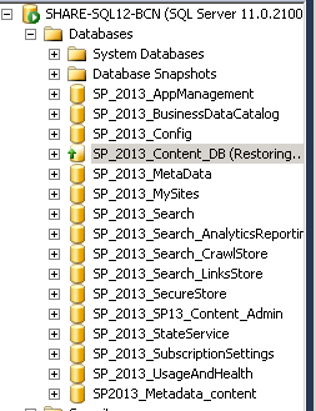 SHARE-SQL12-BCN (SQL Server 11.0.2100
Databases
System Databases
Database Snapshots
SP_2013_AppManagement
SP_2013_BusinessDataCatalog
SP_2013_Config
SP_2013_Content_DB (Restoring...
SP_2013_MetaData
SP_2013_MySites
SP_2013_Search
SP_2013_Search_AnalyticsReportin
SP_2013_Search_CrawlStore
SP_2013_Search_LinksStore
SP_2013_SecureStore
SP_2013_SP13_Content_Admin
SP_2013_StateService
SP_2013_SubscriptionSettings
SP_2013_UsageAndHealth
SP2013_Metadata_content